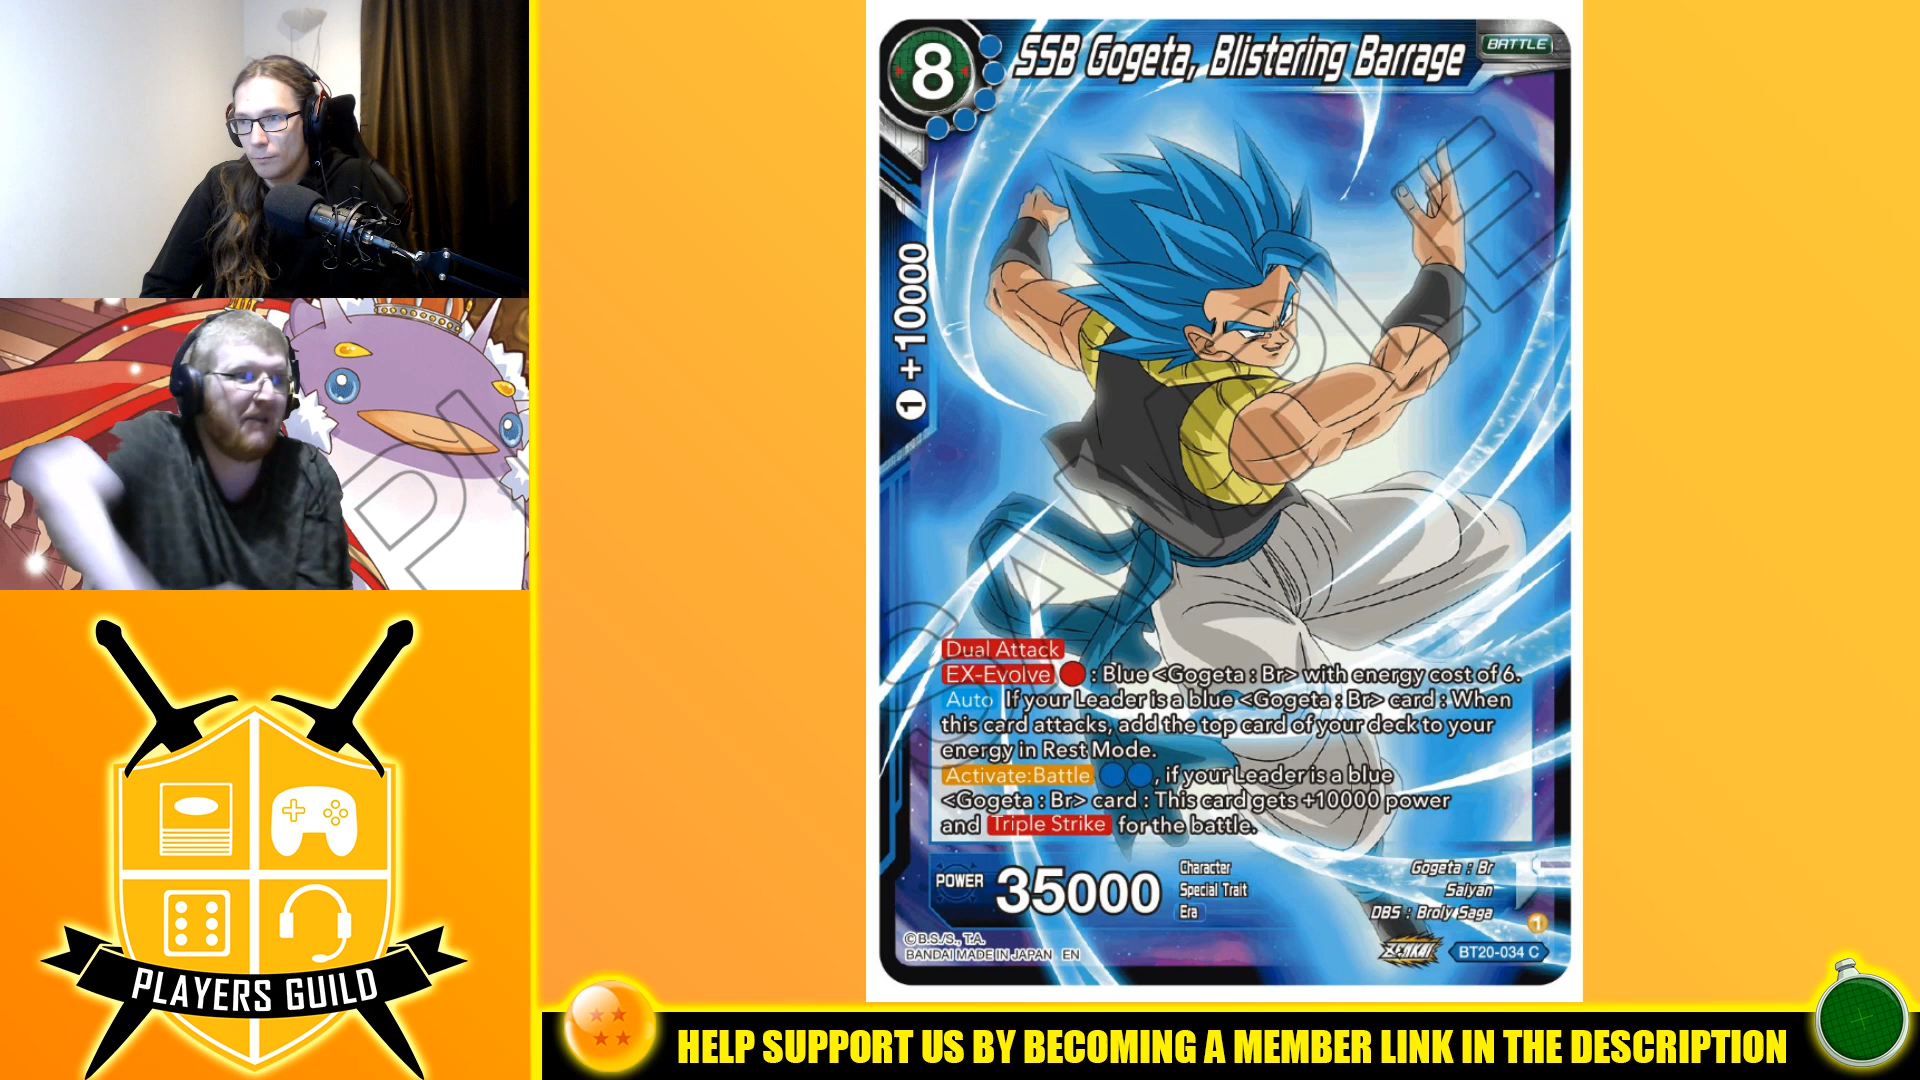 8
SSB Gogeta, Blistering Barrage
BATTLE
1 +10000
SAMPLE
Dual Attack
EX-Evolve : Blue <Gogeta : Br> with energy cost of 6.
Auto If your Leader is a blue <Gogeta : Br> card : When
this card attacks, add the top card of your deck to your
energy in Rest Mode.
Activate:Battle , if your Leader is a blue
<Gogeta : Br> card : This card gets +10000 power
and Triple Strike for the battle.
POWER 35000
Character Gogeta : Br
Special Trait Saiyan
Era DBS : Broly Saga
1
©B.S./S., T.A.
BANDAI MADE IN JAPAN EN
ZENKAI
BT20-034 C
PLAYERS GUILD
HELP SUPPORT US BY BECOMING A MEMBER LINK IN THE DESCRIPTION